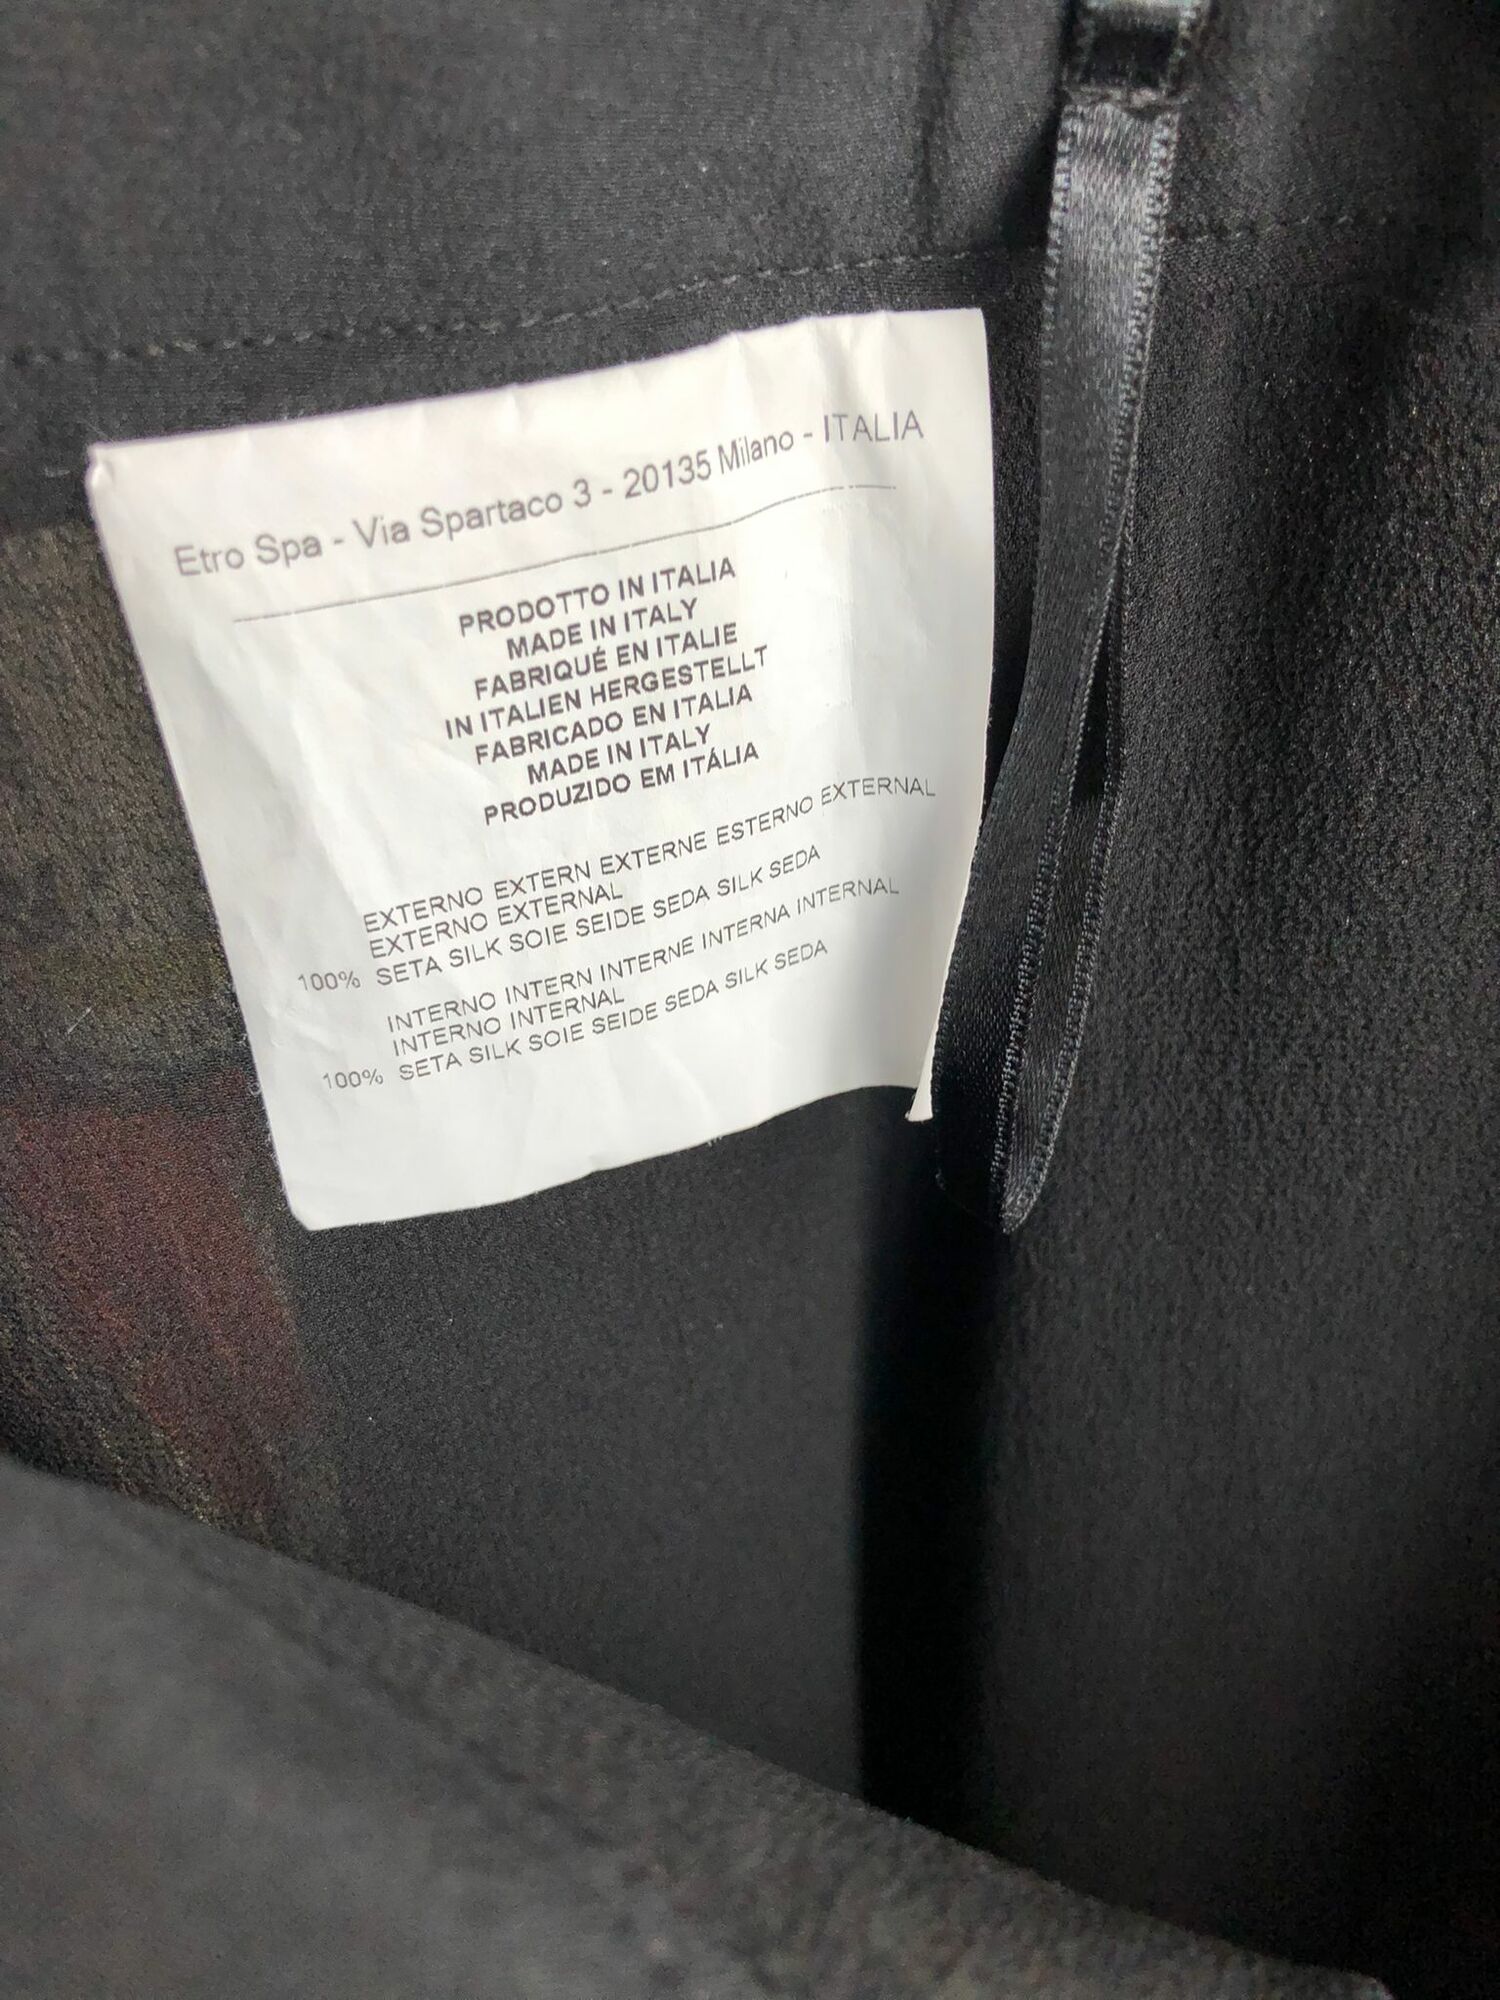 Etro Spa - Via Spartaco 3 - 20135 Milano - ITALIA
PRODOTTO IN ITALIA
MADE IN ITALY
FABRIQUÉ EN ITALIE
IN ITALIEN HERGESTELLT
FABRICADO EN ITALIA
MADE IN ITALY
PRODUZIDO EM ITÁLIA
EXTERNO EXTERN EXTERNE ESTERNO EXTERNAL
EXTERNO EXTERNAL
100% SETA SILK SOIE SEIDE SEDA SILK SEDA
INTERNO INTERN INTERNE INTERNA INTERNAL
INTERNO INTERNAL
100% SETA SILK SOIE SEIDE SEDA SILK SEDA